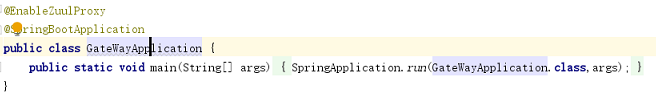 @EnableZuulProxy
@SpringBootApplication
public class GateWayApplication {
public static void main(String[] args) { SpringApplication.run(GateWayApplication.class,args); }
}